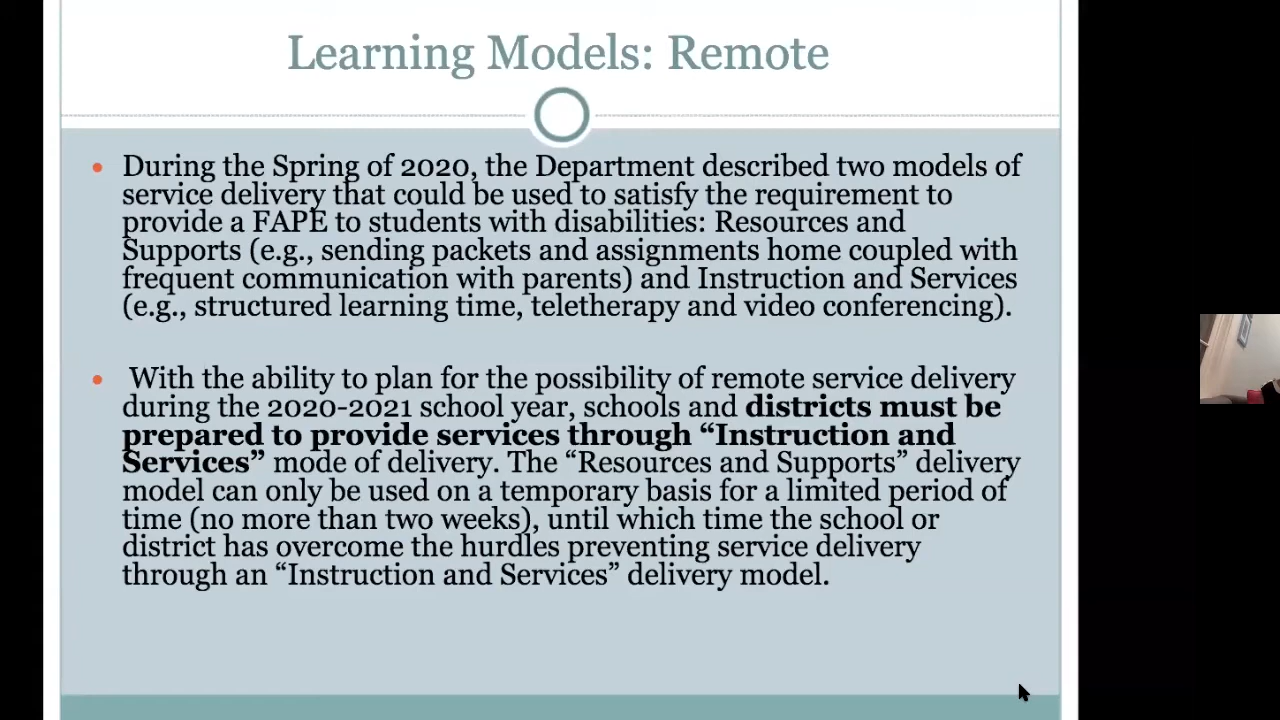 Learning Models: Remote
• During the Spring of 2020, the Department described two models of
service delivery that could be used to satisfy the requirement to
provide a FAPE to students with disabilities: Resources and
Supports (e.g., sending packets and assignments home coupled with
frequent communication with parents) and Instruction and Services
(e.g., structured learning time, teletherapy and video conferencing).
• With the ability to plan for the possibility of remote service delivery
during the 2020-2021 school year, schools and districts must be
prepared to provide services through “Instruction and
Services” mode of delivery. The “Resources and Supports” delivery
model can only be used on a temporary basis for a limited period of
time (no more than two weeks), until which time the school or
district has overcome the hurdles preventing service delivery
through an “Instruction and Services” delivery model.